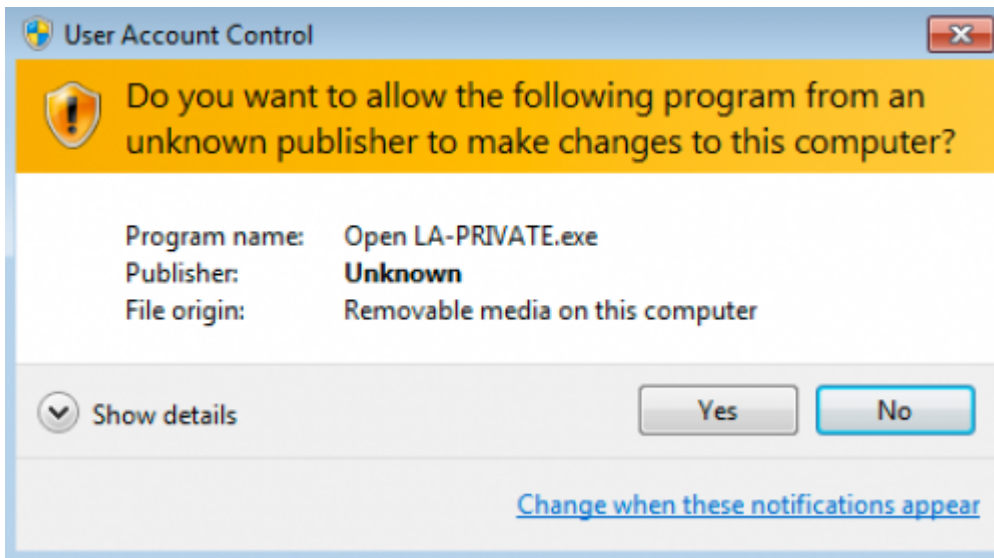 User Account Control
Do you want to allow the following program from an
unknown publisher to make changes to this computer?
Program name: Open LA-PRIVATE.exe
Publisher: Unknown
File origin: Removable media on this computer
Show details
Yes No
Change when these notifications appear